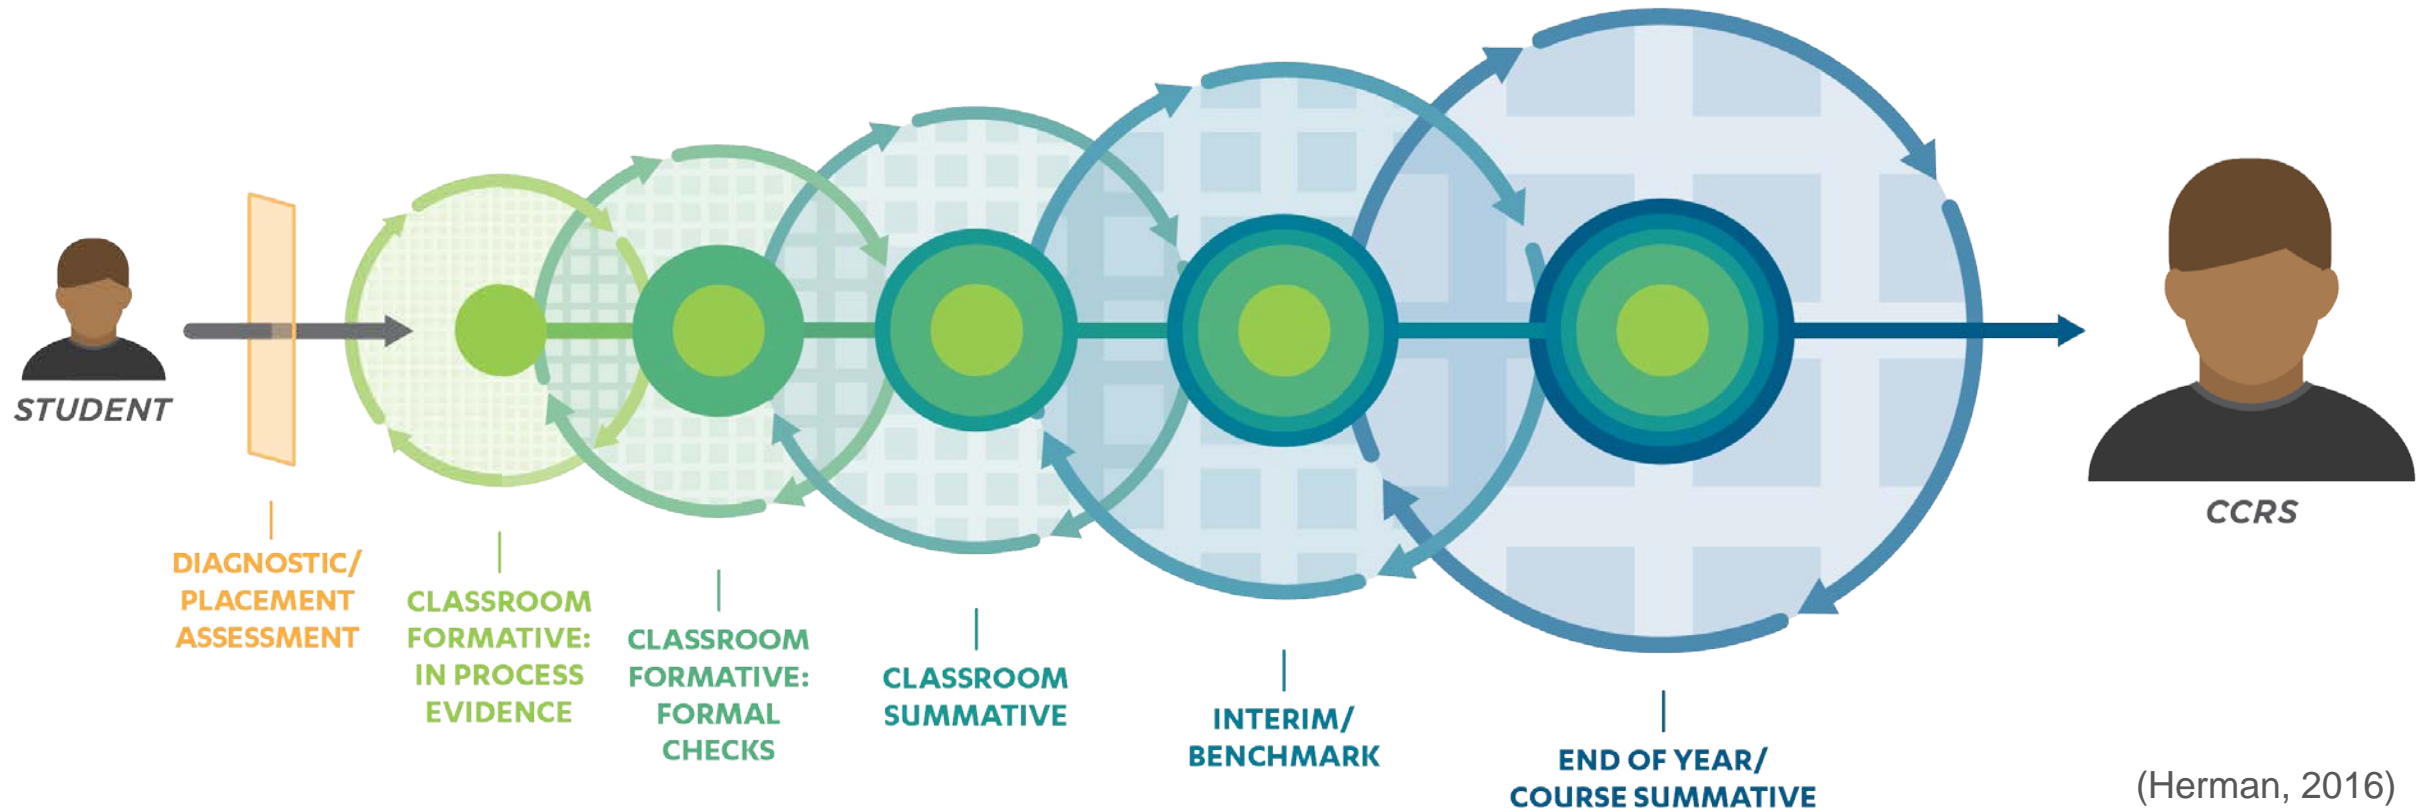 STUDENT
DIAGNOSTIC/
PLACEMENT
ASSESSMENT
CLASSROOM
FORMATIVE:
IN PROCESS
EVIDENCE
CLASSROOM
FORMATIVE:
FORMAL
CHECKS
CLASSROOM
SUMMATIVE
INTERIM/
BENCHMARK
END OF YEAR/
COURSE SUMMATIVE
CCRS
(Herman, 2016)